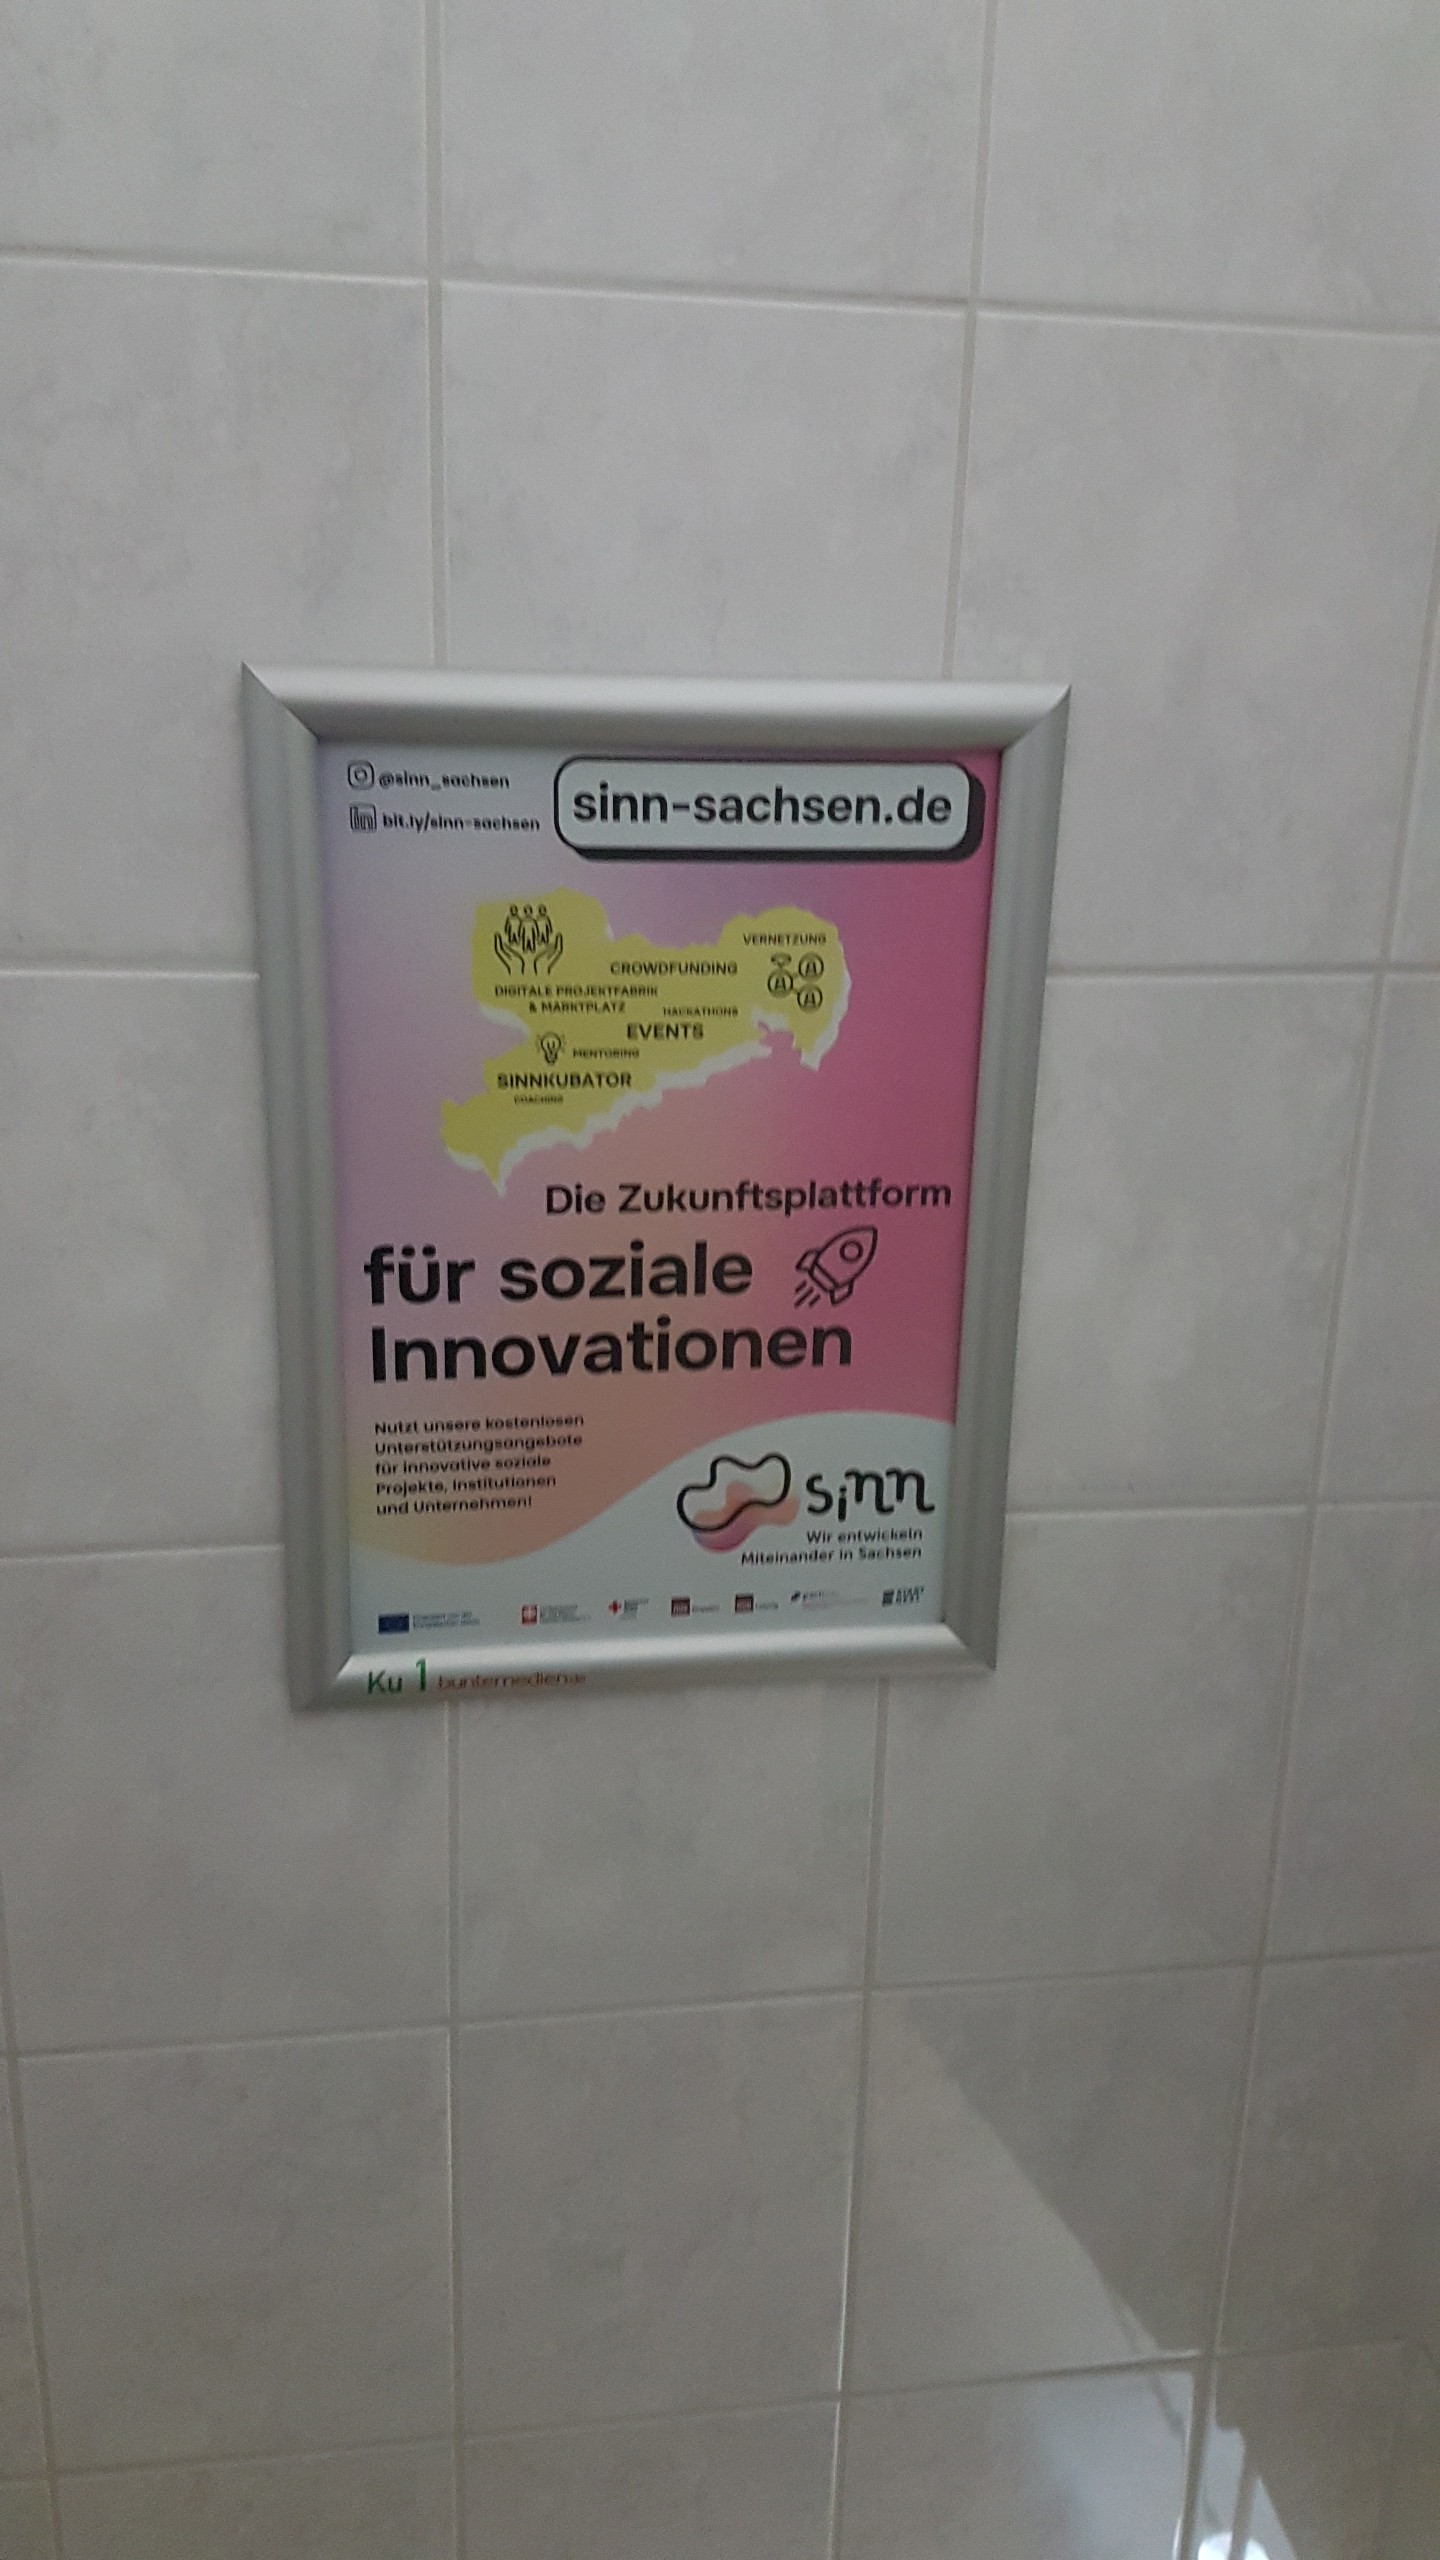 @sinn_sachsen
bit.ly/sinn-sachsen
sinn-sachsen.de
VERNETZUNG
CROWDFUNDING
DIGITALE PROJEKTFABRIK
& MARKTPLATZ
HACKATHONS
EVENTS
MENTORING
SINNKUBATOR
COACHING
Die Zukunftsplattform
für soziale
Innovationen
Nutzt unsere kostenlosen
Unterstützungsangebote
für innovative soziale
Projekte, Institutionen
und Unternehmen!
sinn
Wir entwickeln
Miteinander in Sachsen
Ku 1 buntemedien.de